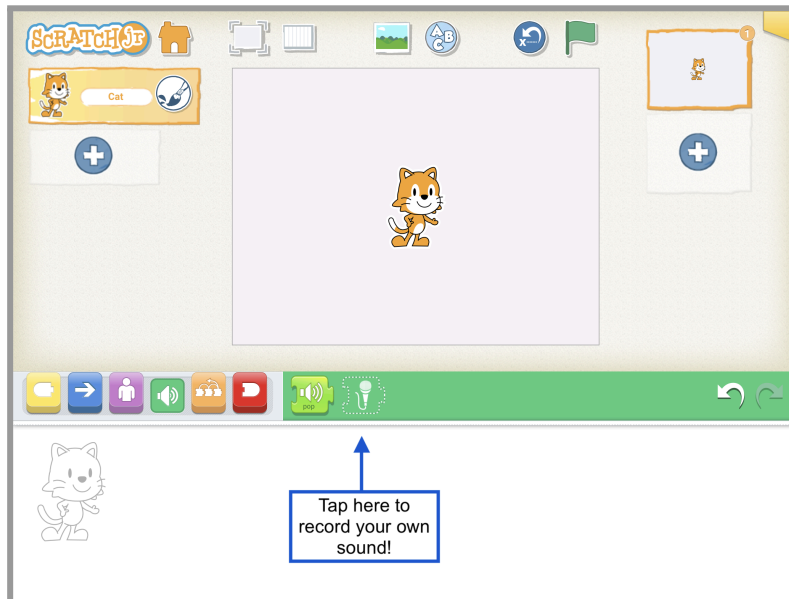 SCRATCHJR
1
Cat
A
B
C
x
pop
Tap here to
record your own
sound!